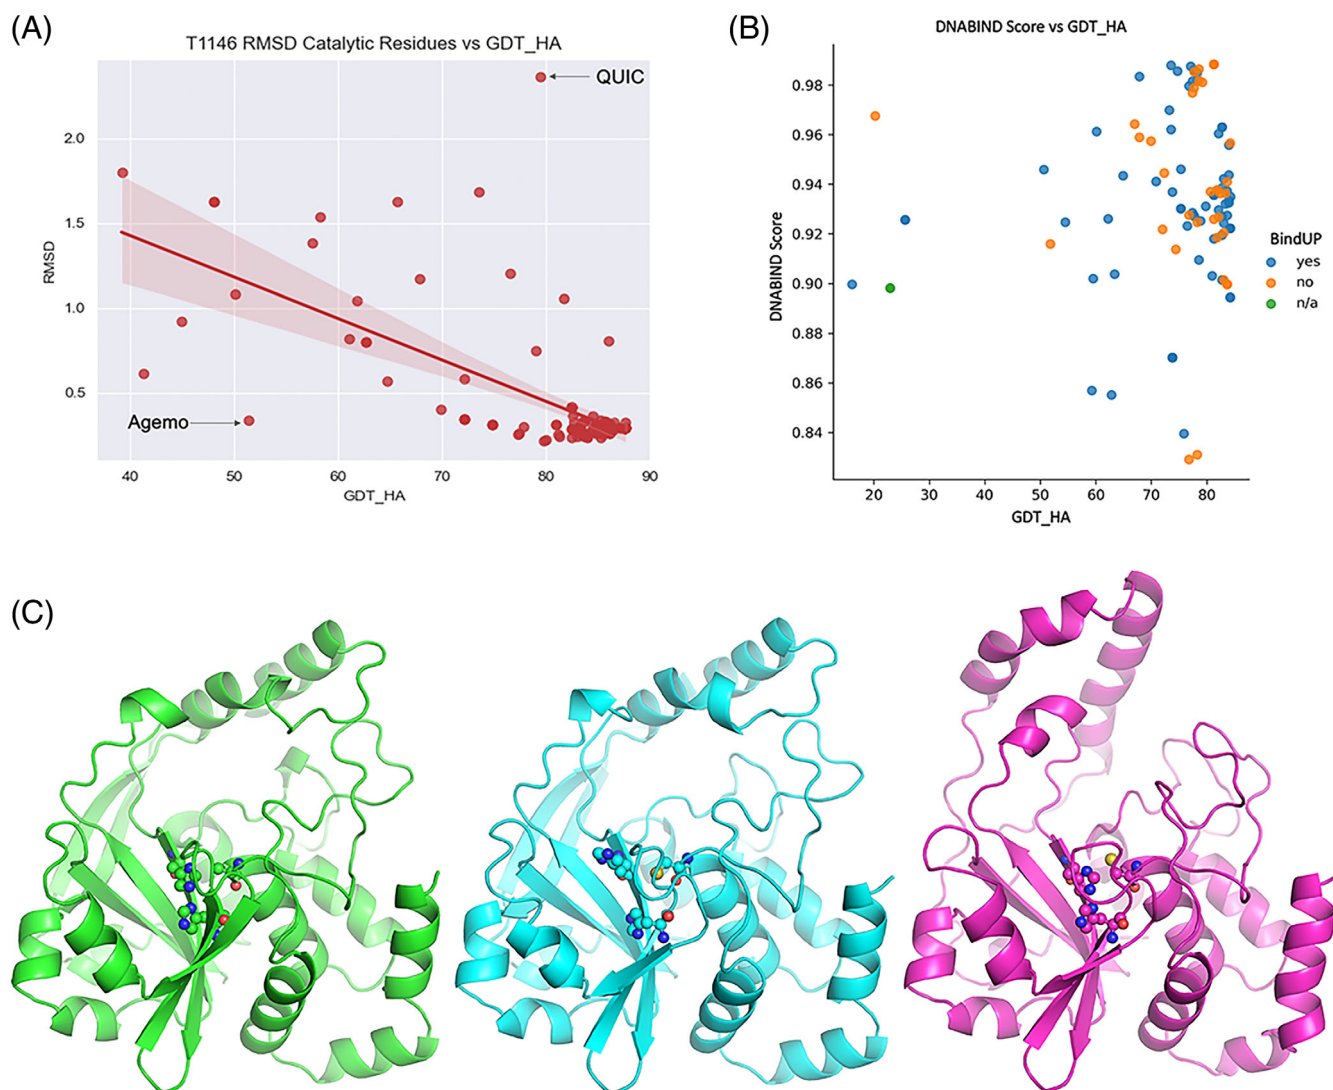 (A)
T1146 RMSD Catalytic Residues vs GDT_HA
QUIC
2.0
1.5
1.0
0.5
RMSD
Agemo
40 50 60 70 80 90
GDT_HA
(B)
DNABIND Score vs GDT_HA
0.98
0.96
0.94
0.92
0.90
0.88
0.86
0.84
DNABIND Score
BindUP
yes
no
n/a
20 30 40 50 60 70 80
GDT_HA
(C)